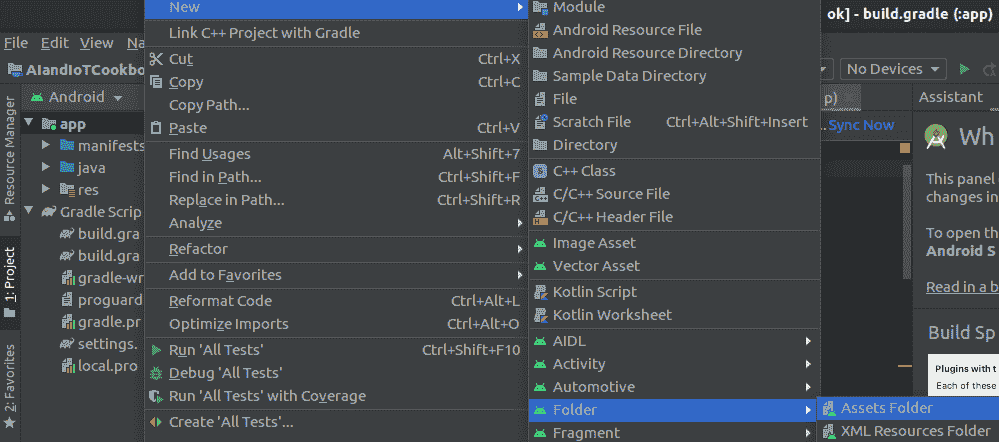 ok] - build.gradle (:app)
File Edit View Na
AIandIoTCookbo
No Devices
Android
p)
Assistant
app
manifests
java
res
Gradle Scrip
build.gra
build.gra
gradle-wr
proguard
gradle.pr
settings.
local.pro
Resource Manager
1: Project
2: Favorites
New
Link C++ Project with Gradle
Cut Ctrl+X
Copy Ctrl+C
Copy Path...
Paste Ctrl+V
Find Usages Alt+Shift+7
Find in Path... Ctrl+Shift+F
Replace in Path... Ctrl+Shift+R
Analyze
Refactor
Add to Favorites
Reformat Code Ctrl+Alt+L
Optimize Imports Ctrl+Alt+O
Run 'All Tests' Ctrl+Shift+F10
Debug 'All Tests'
Run 'All Tests' with Coverage
Create 'All Tests'...
Module
Android Resource File
Android Resource Directory
Sample Data Directory
File
Scratch File Ctrl+Alt+Shift+Insert
Directory
C++ Class
C/C++ Source File
C/C++ Header File
Image Asset
Vector Asset
Kotlin Script
Kotlin Worksheet
AIDL
Activity
Automotive
Folder
Fragment
Assets Folder
XML Resources Folder
.. Sync Now
Wh
This panel
changes in
To open th
Android S
Read in a b
Build Sp
Plugins with t
Each of these